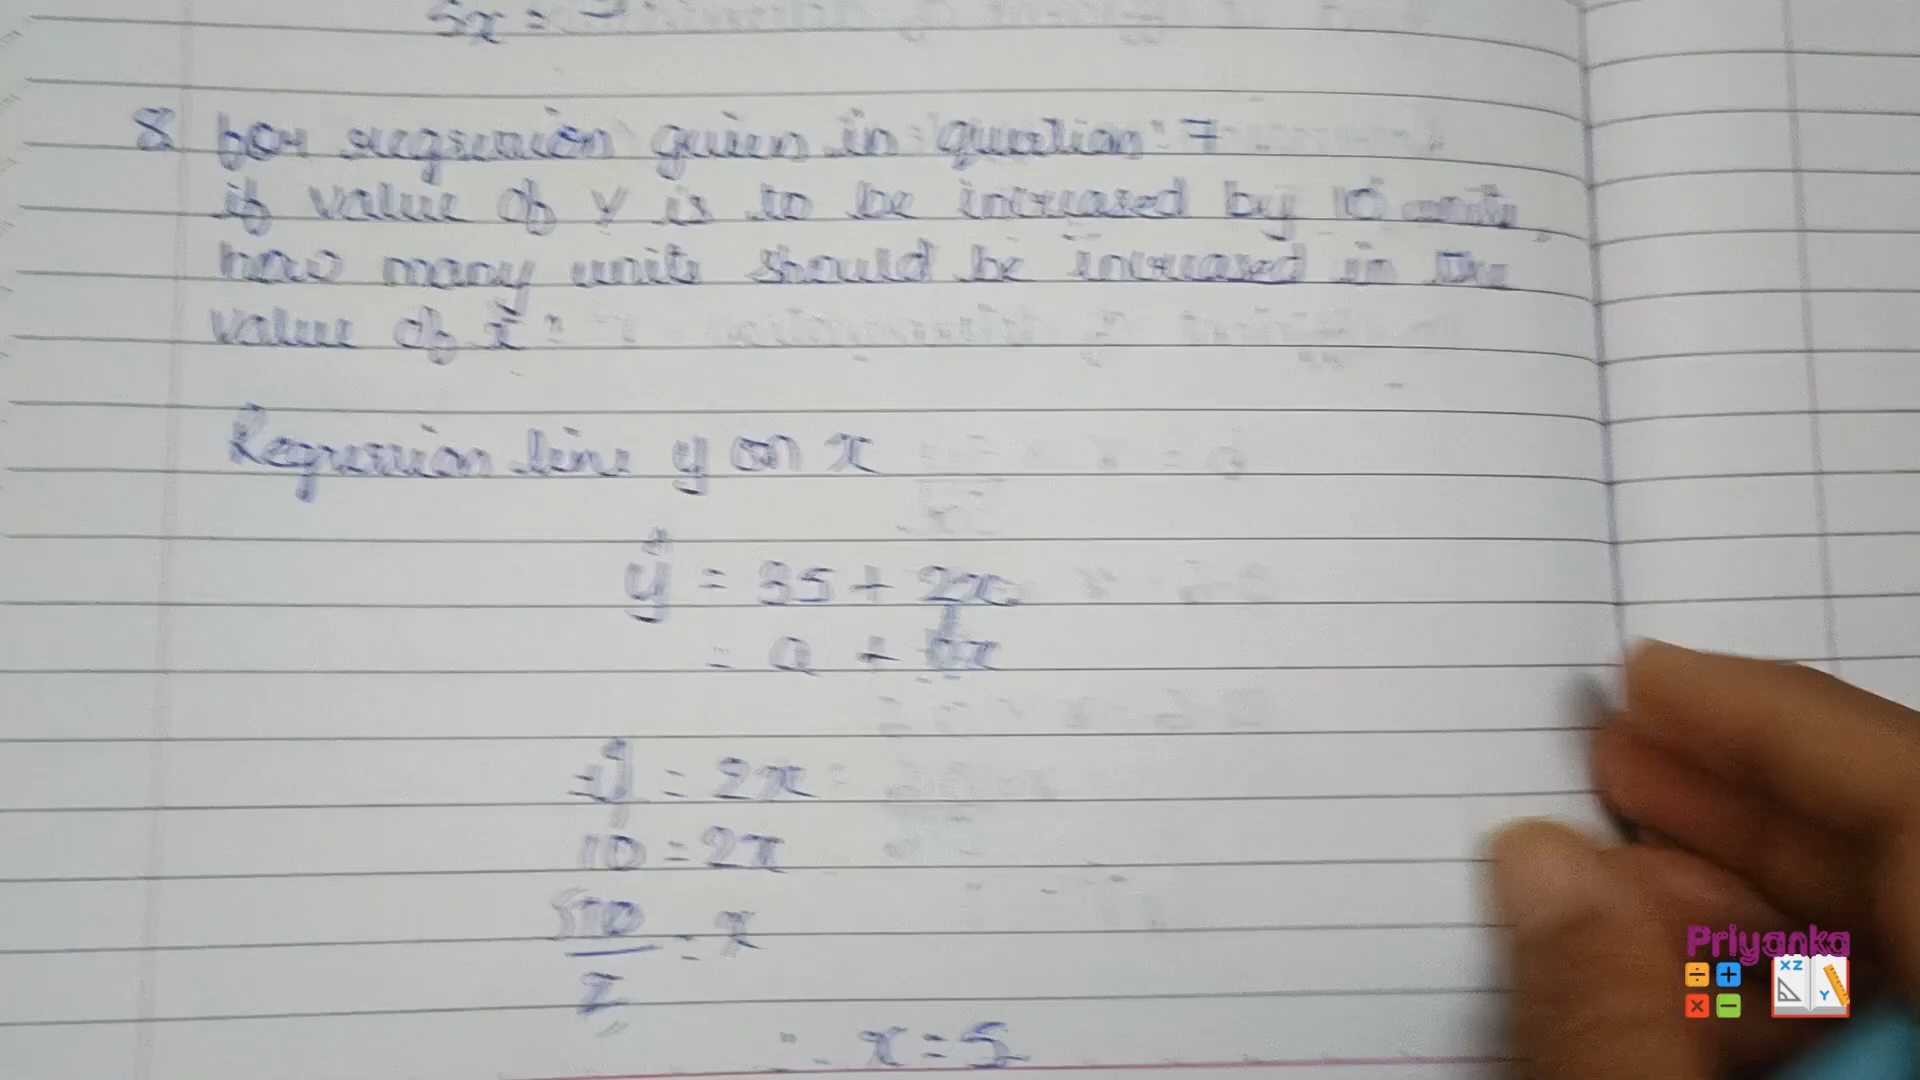 5x =
8 for regression given in question: 7
if value of y is to be increased by 10 units,
how many units should be increased in the
value of x?
Regression line y on x
ŷ = 35 + 2x
= a + bx
y = 2x
10 = 2x
10/2 = x
∴ x = 5
Priyanka
XZ
Y